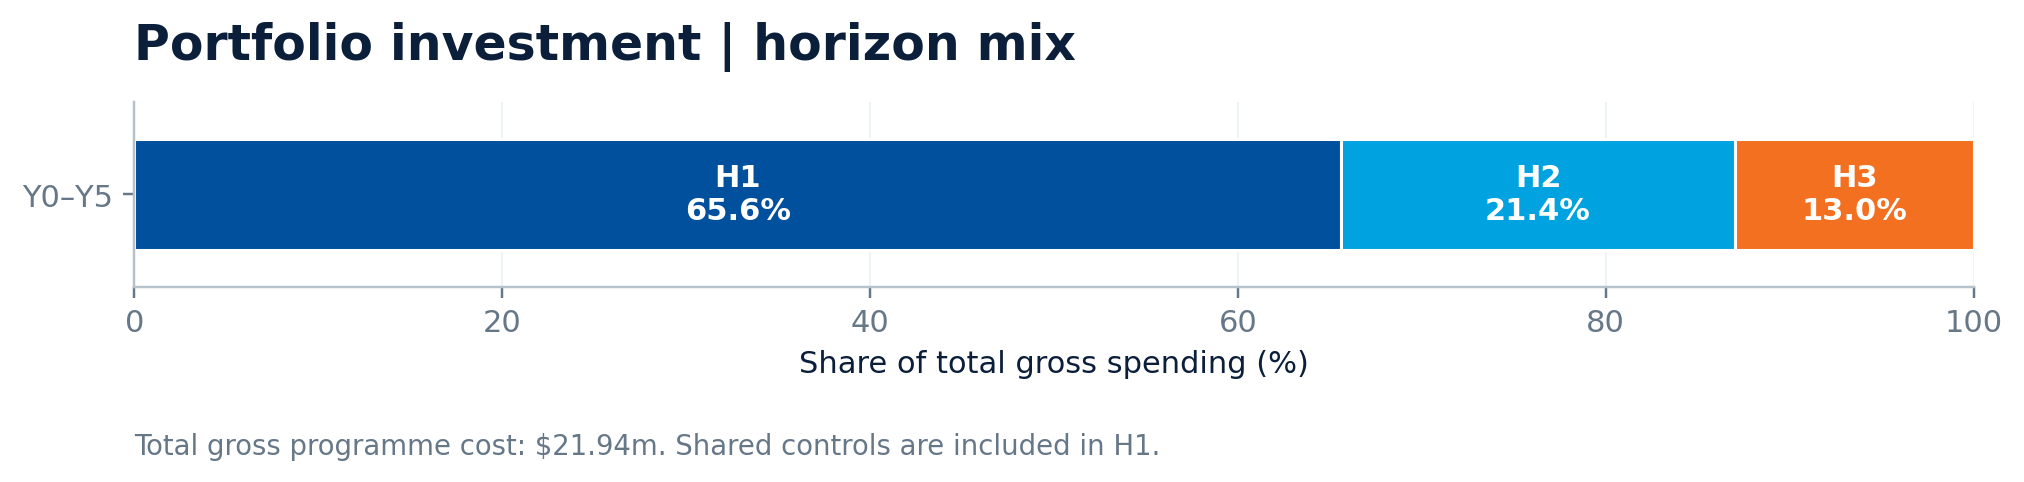 Portfolio investment | horizon mix
Y0–Y5
H1
65.6%
H2
21.4%
H3
13.0%
0 20 40 60 80 100
Share of total gross spending (%)
Total gross programme cost: $21.94m. Shared controls are included in H1.